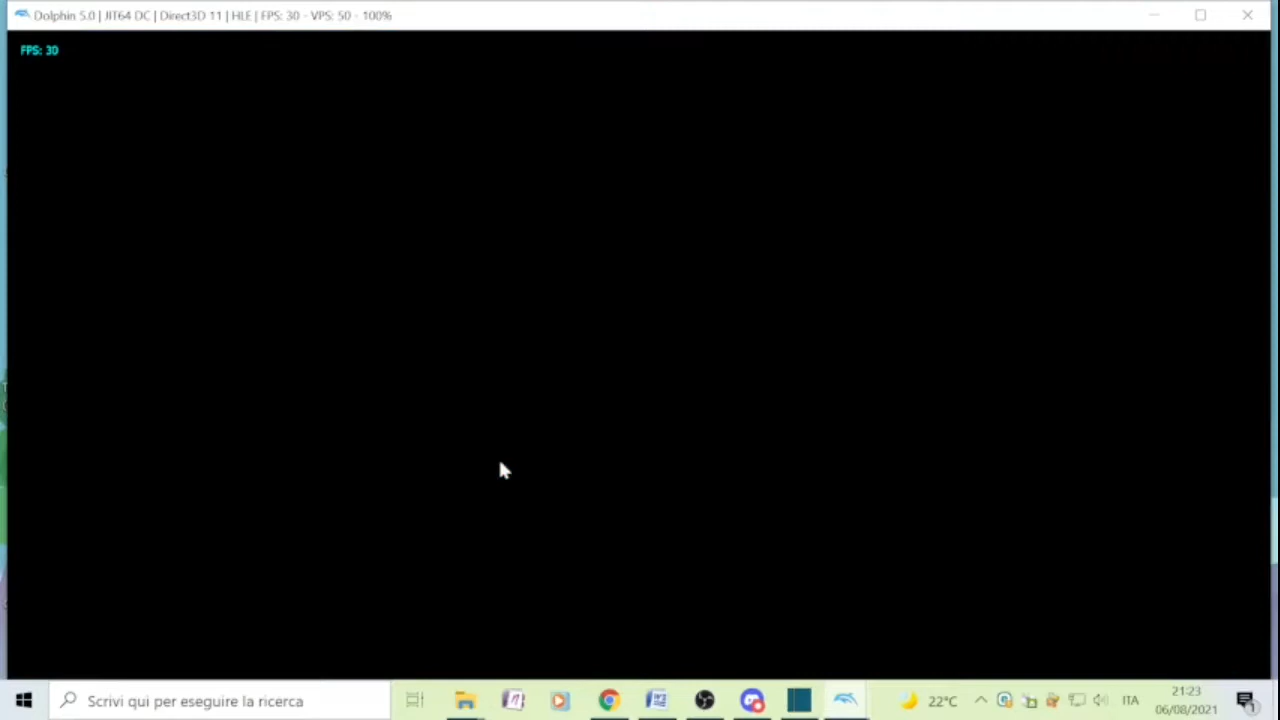 Dolphin 5.0 | JIT64 DC | Direct3D 11 | HLE | FPS: 30 - VPS: 50 - 100%
FPS: 30
Scrivi qui per eseguire la ricerca
22°C
ITA
21:23
06/08/2021
1